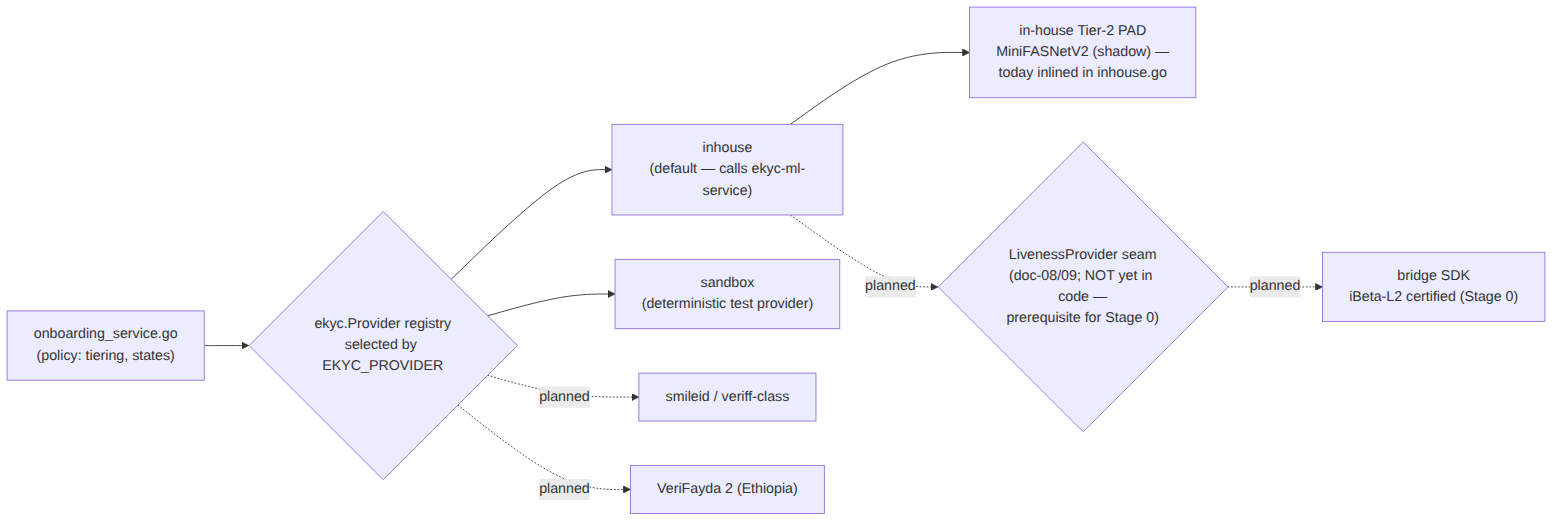 onboarding_service.go
(policy: tiering, states)
ekyc.Provider registry
selected by
EKYC_PROVIDER
inhouse
(default — calls ekyc-ml-
service)
sandbox
(deterministic test provider)
planned
smileid / veriff-class
planned
VeriFayda 2 (Ethiopia)
in-house Tier-2 PAD
MiniFASNetV2 (shadow) —
today inlined in inhouse.go
planned
LivenessProvider seam
(doc-08/09; NOT yet in
code —
prerequisite for Stage 0)
planned
bridge SDK
iBeta-L2 certified (Stage 0)